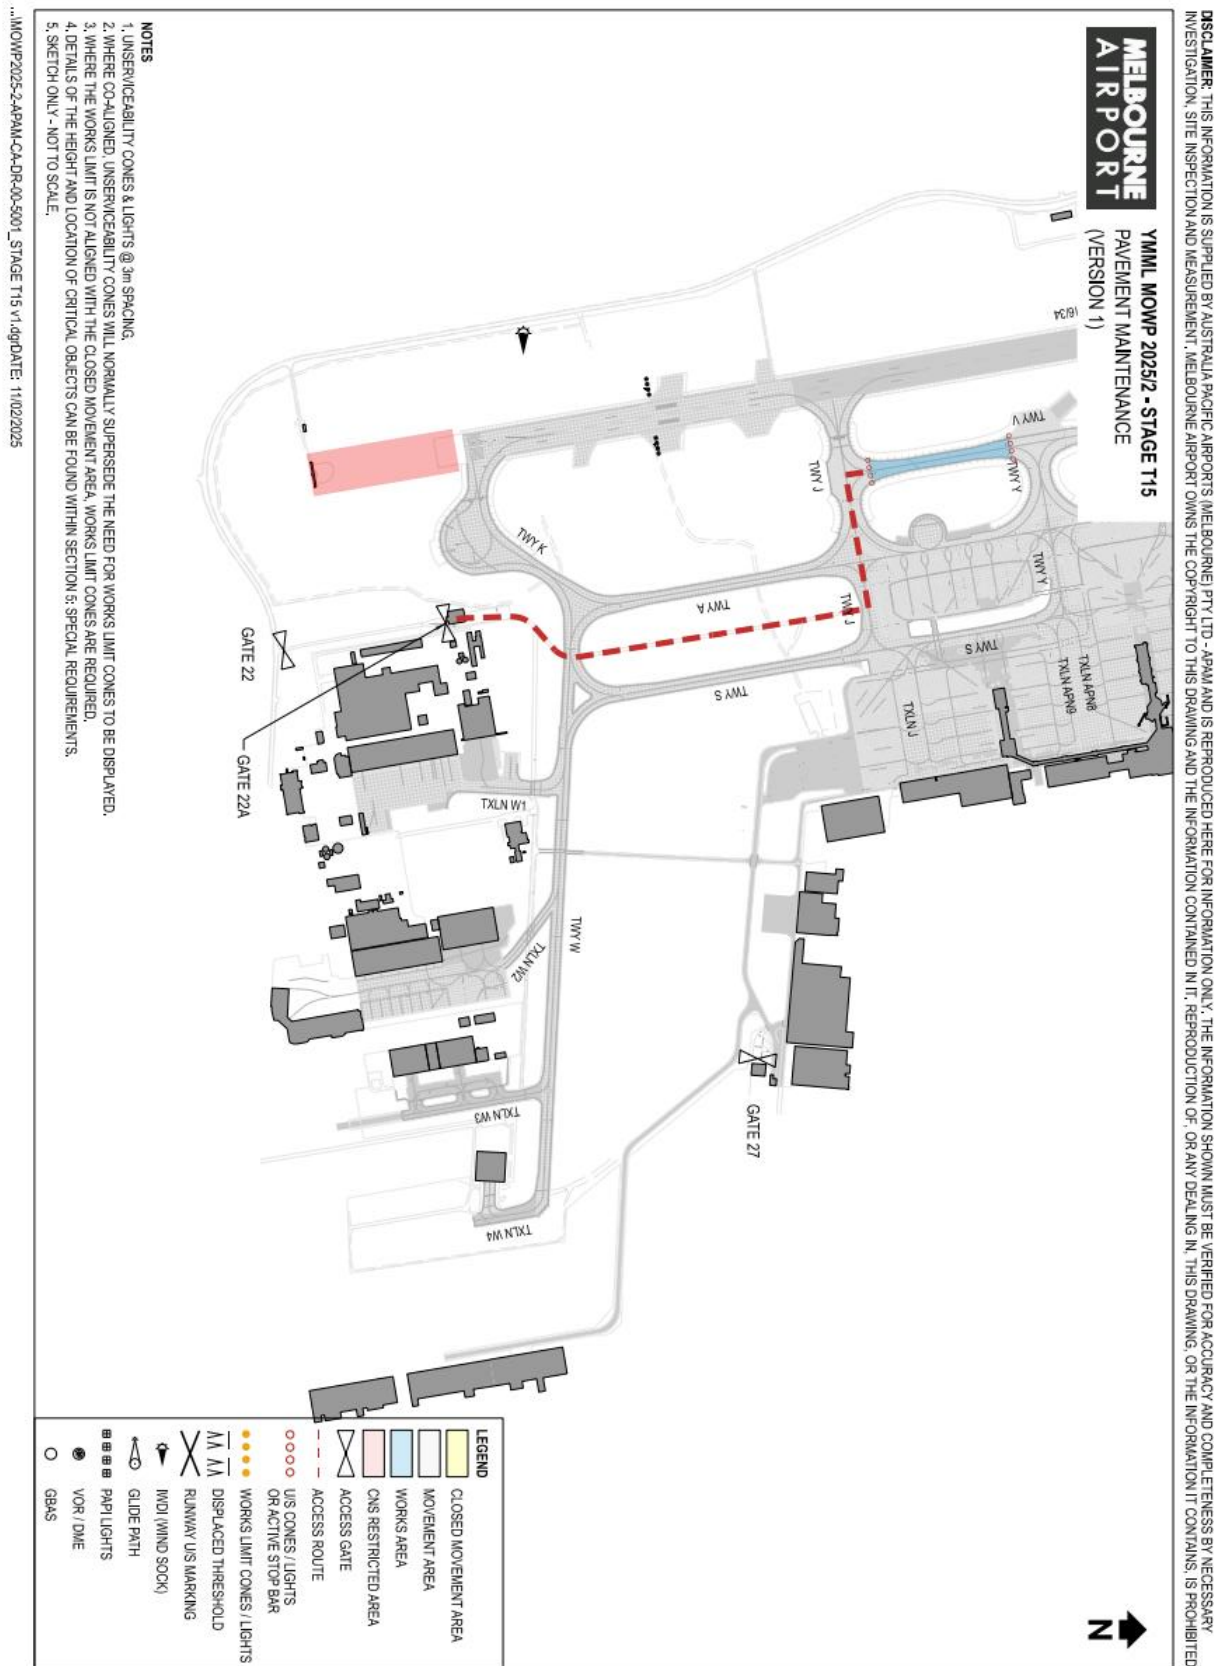 DISCLAIMER: THIS INFORMATION IS SUPPLIED BY AUSTRALIA PACIFIC AIRPORTS (MELBOURNE) PTY LTD - APAM AND IS REPRODUCED HERE FOR INFORMATION ONLY. THE INFORMATION SHOWN MUST BE VERIFIED FOR ACCURACY AND COMPLETENESS BY NECESSARY
INVESTIGATION, SITE INSPECTION AND MEASUREMENT. MELBOURNE AIRPORT OWNS THE COPYRIGHT TO THIS DRAWING AND THE INFORMATION CONTAINED IN IT. REPRODUCTION OF, OR ANY DEALING IN, THIS DRAWING, OR THE INFORMATION IT CONTAINS, IS PROHIBITED
MELBOURNE
AIRPORT
YMML MOWP 2025/2 - STAGE T15
PAVEMENT MAINTENANCE
(VERSION 1)
N
16/34
TWY V
TWY Y
TWY J
TWY Y
TWY K
TWY A
TWY J
TWY S
TWY S
TXLN APN8
TXLN APN9
TXLN J
GATE 22
GATE 22A
TXLN W1
TWY W
TXLN W2
GATE 27
TXLN W3
TXLN W4
NOTES
1. UNSERVICEABILITY CONES & LIGHTS @ 3m SPACING.
2. WHERE CO-ALIGNED, UNSERVICEABILITY CONES WILL NORMALLY SUPERSEDE THE NEED FOR WORKS LIMIT CONES TO BE DISPLAYED.
3. WHERE THE WORKS LIMIT IS NOT ALIGNED WITH THE CLOSED MOVEMENT AREA, WORKS LIMIT CONES ARE REQUIRED.
4. DETAILS OF THE HEIGHT AND LOCATION OF CRITICAL OBJECTS CAN BE FOUND WITHIN SECTION 5: SPECIAL REQUIREMENTS.
5. SKETCH ONLY - NOT TO SCALE.
LEGEND
CLOSED MOVEMENT AREA
MOVEMENT AREA
WORKS AREA
CNS RESTRICTED AREA
ACCESS GATE
ACCESS ROUTE
U/S CONES / LIGHTS
OR ACTIVE STOP BAR
WORKS LIMIT CONES / LIGHTS
DISPLACED THRESHOLD
RUNWAY U/S MARKING
IWDI (WIND SOCK)
GLIDE PATH
PAPI LIGHTS
VOR / DME
GBAS
...\MOWP2025-2-APAM-CA-DR-00-5001_STAGE T15 v1.dgnDATE: 11/02/2025